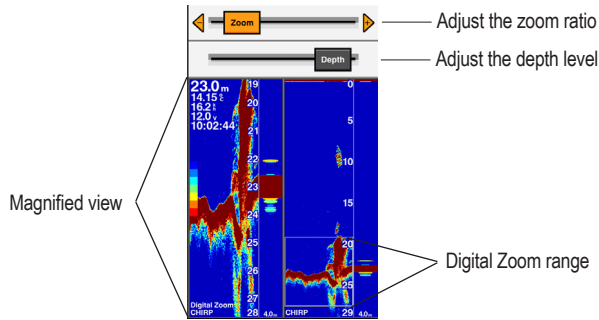 Zoom
Adjust the zoom ratio
Depth
Adjust the depth level
23.0 m
14.15
16.2
12.0 v
10:02:44
19
20
21
22
23
24
25
26
27
28
Digital Zoom
CHIRP
4.0m
0
5
10
15
20
25
29
CHIRP
4.0m
Magnified view
Digital Zoom range